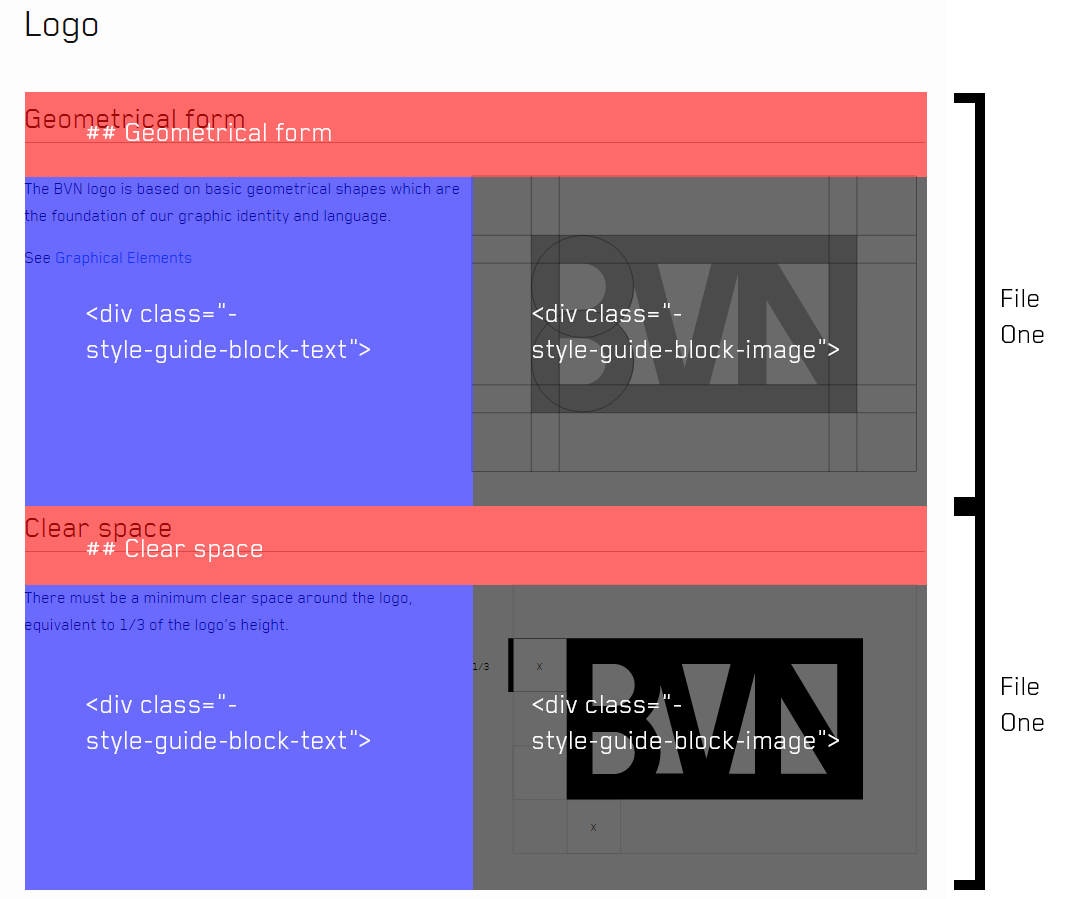 Logo
Geometrical form
## Geometrical form
The BVN logo is based on basic geometrical shapes which are
the foundation of our graphic identity and language.
See Graphical Elements
<div class="-
style-guide-block-text">
BVN
<div class="-
style-guide-block-image">
File
One
Clear space
## Clear space
There must be a minimum clear space around the logo,
equivalent to 1/3 of the logo's height.
1/3
X
<div class="-
style-guide-block-text">
BVN
<div class="-
style-guide-block-image">
X
File
One